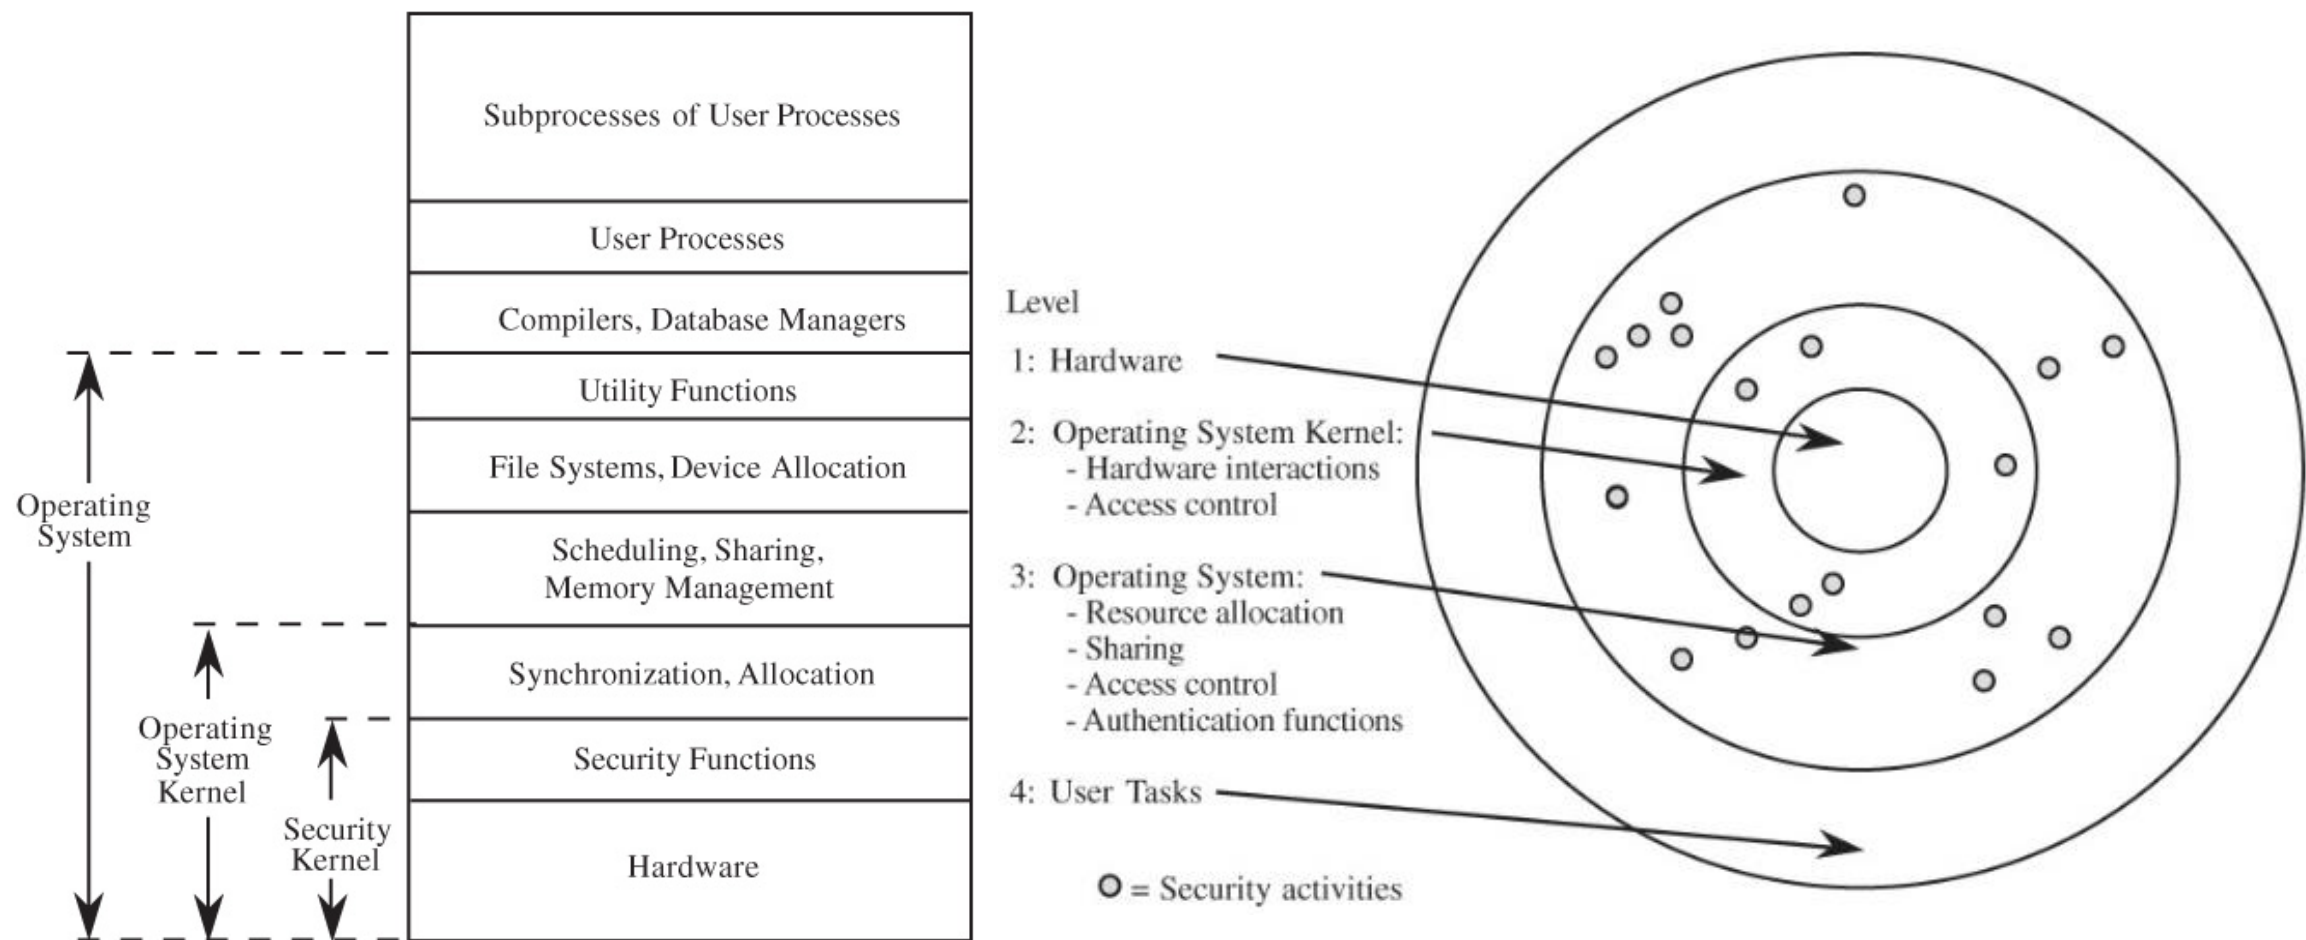 Subprocesses of User Processes
User Processes
Compilers, Database Managers
Utility Functions
File Systems, Device Allocation
Scheduling, Sharing,
Memory Management
Synchronization, Allocation
Security Functions
Hardware
Operating
System
Operating
System
Kernel
Security
Kernel
Level
1: Hardware
2: Operating System Kernel:
- Hardware interactions
- Access control
3: Operating System:
- Resource allocation
- Sharing
- Access control
- Authentication functions
4: User Tasks
= Security activities